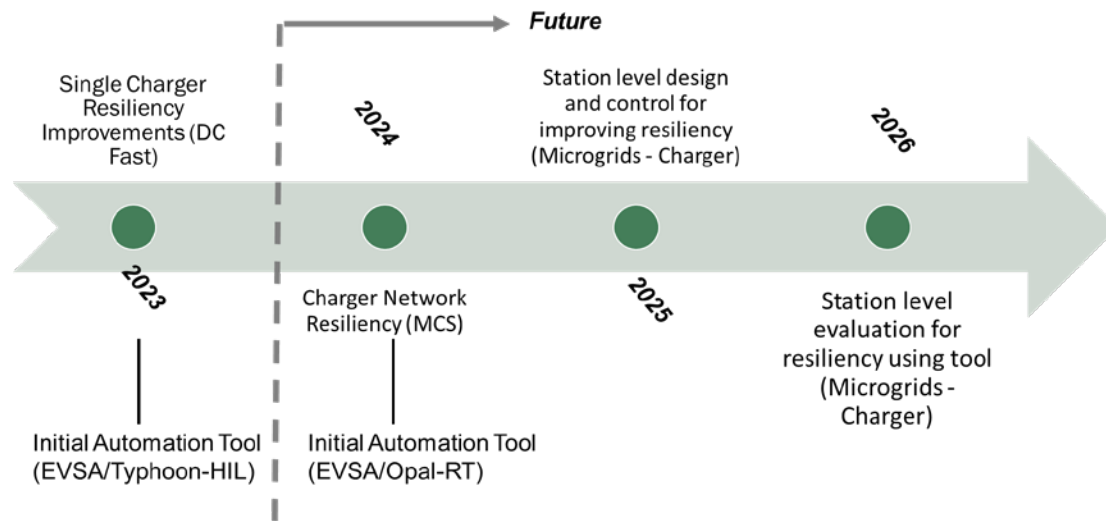 Future
Single Charger
Resiliency
Improvements (DC
Fast)
2023
Initial Automation Tool
(EVSA/Typhoon-HIL)
2024
Charger Network
Resiliency (MCS)
Initial Automation Tool
(EVSA/Opal-RT)
Station level design
and control for
improving resiliency
(Microgrids - Charger)
2025
2026
Station level
evaluation for
resiliency using tool
(Microgrids -
Charger)